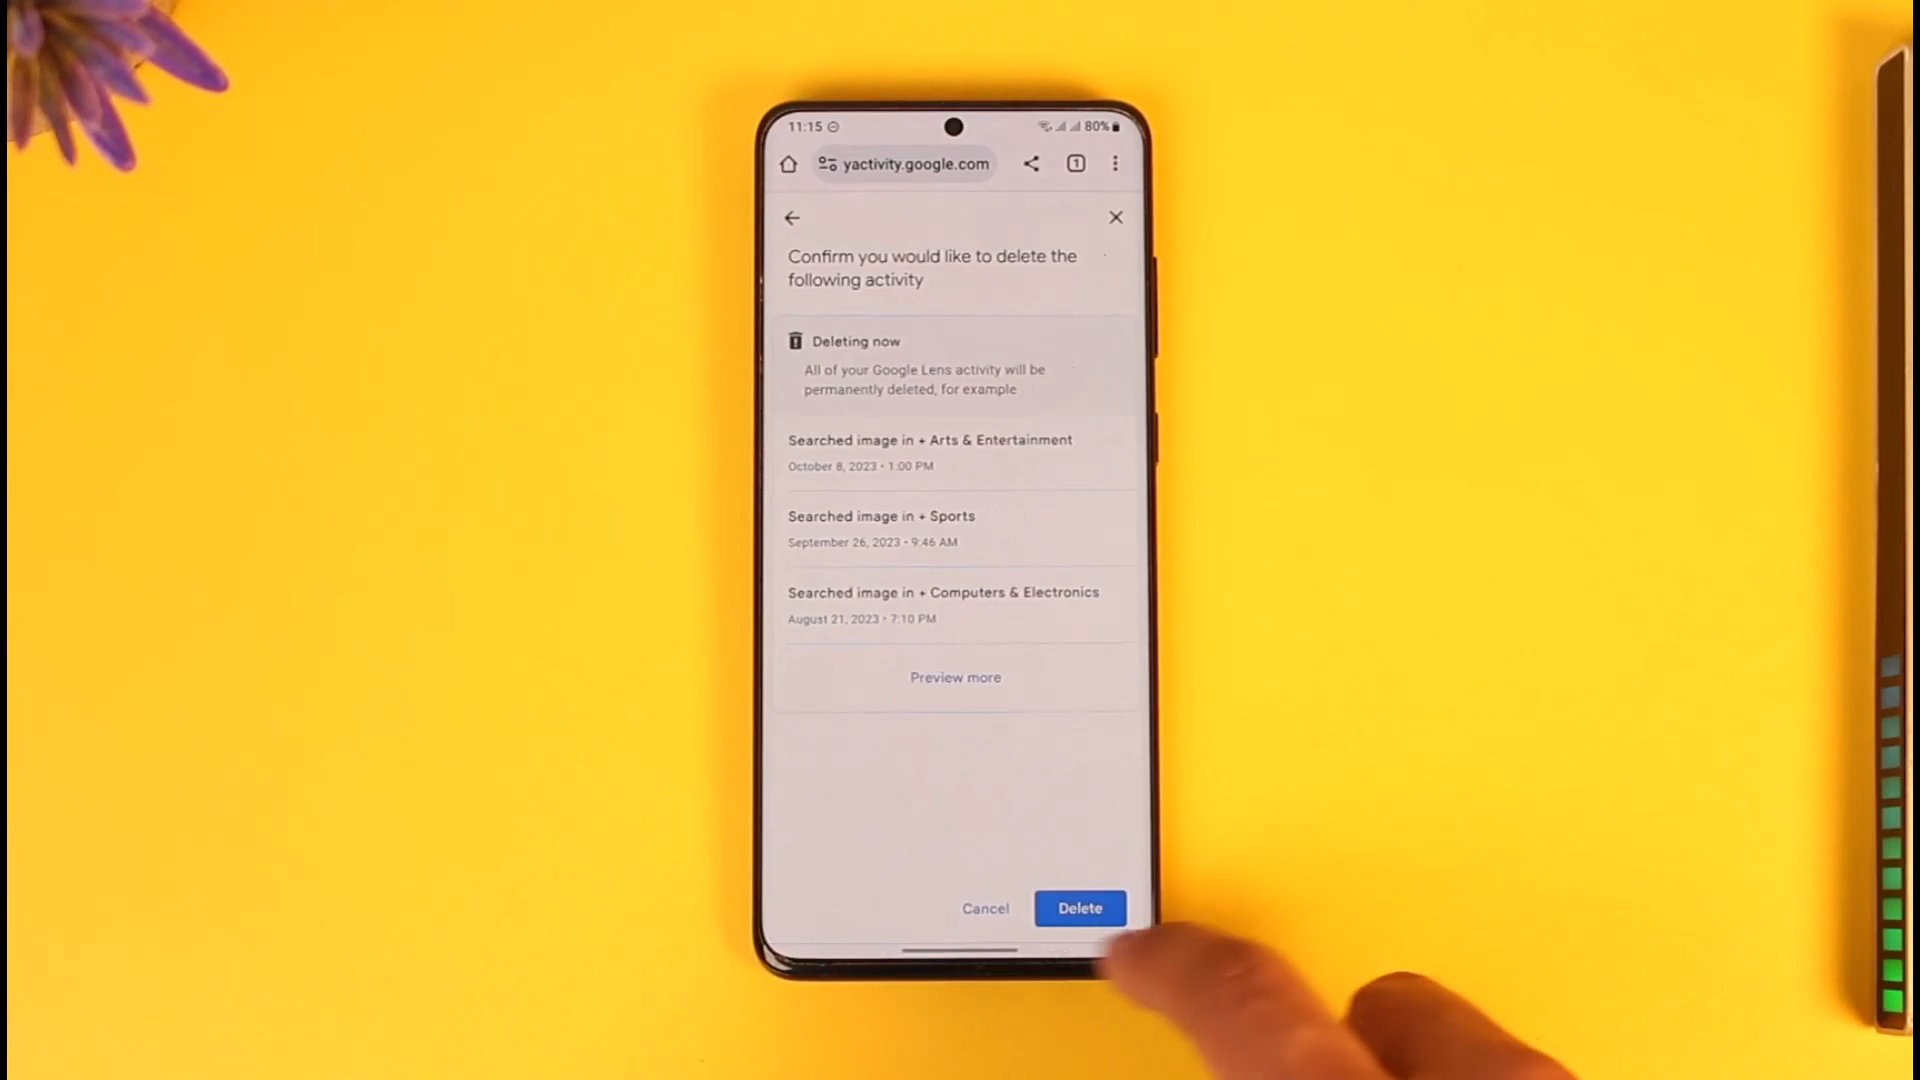 11:15
80%
yactivity.google.com
1
Confirm you would like to delete the
following activity
Deleting now
All of your Google Lens activity will be
permanently deleted, for example
Searched image in + Arts & Entertainment
October 8, 2023 • 1:00 PM
Searched image in + Sports
September 26, 2023 • 9:46 AM
Searched image in + Computers & Electronics
August 21, 2023 • 7:10 PM
Preview more
Cancel
Delete